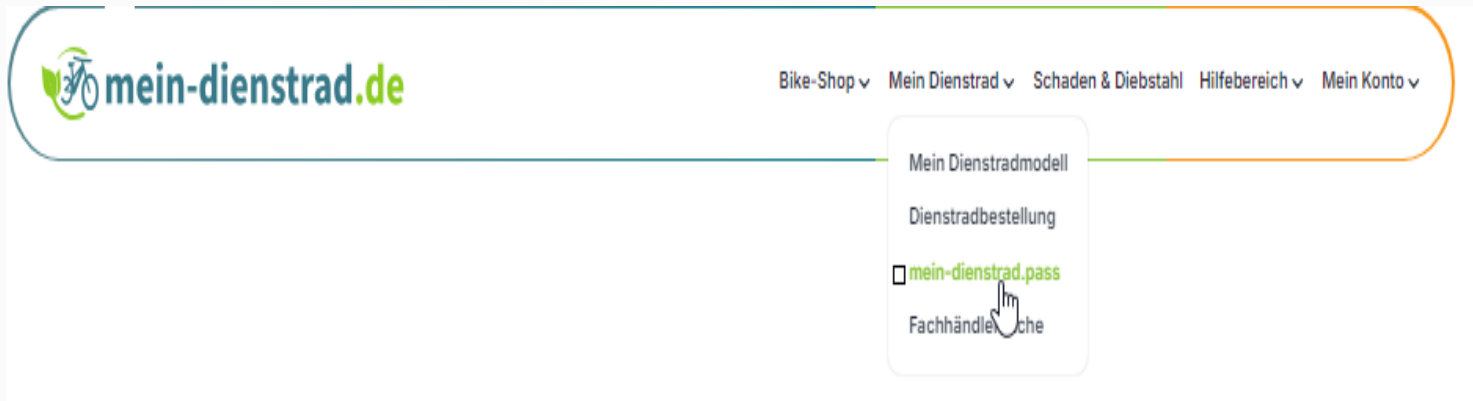 mein-dienstrad.de
Bike-Shop Mein Dienstrad Schaden & Diebstahl Hilfebereich Mein Konto
Mein Dienstradmodell
Dienstradbestellung
mein-dienstrad.pass